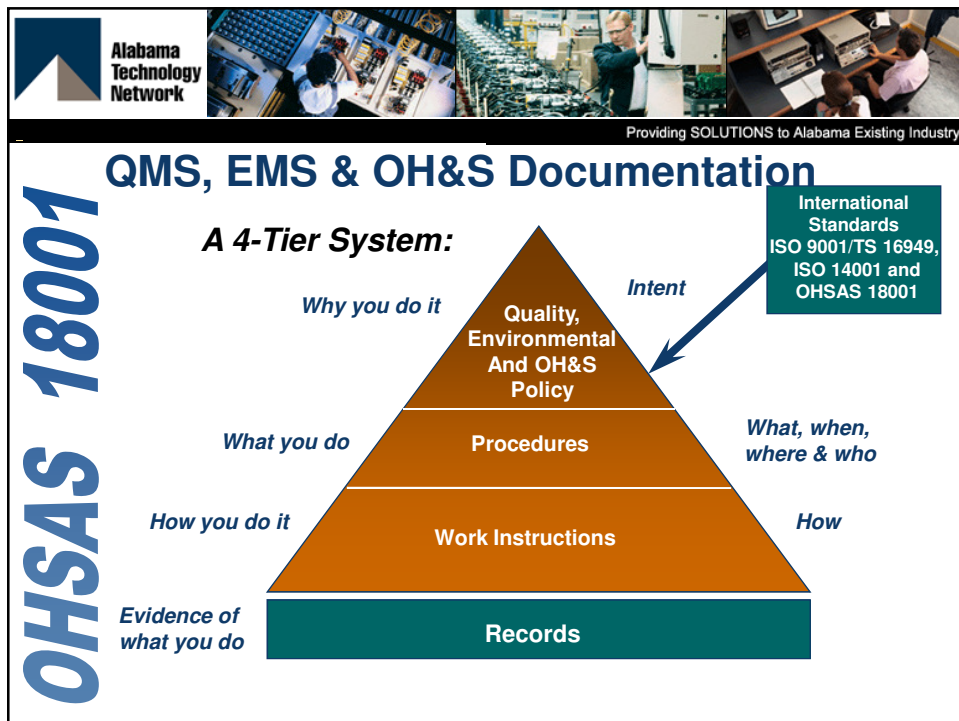 Alabama
Technology
Network
Providing SOLUTIONS to Alabama Existing Industry
QMS, EMS & OH&S Documentation
OHSAS 18001
A 4-Tier System:
International
Standards
ISO 9001/TS 16949,
ISO 14001 and
OHSAS 18001
Why you do it
Intent
Quality,
Environmental
And OH&S
Policy
What you do
Procedures
What, when,
where & who
How you do it
Work Instructions
How
Evidence of
what you do
Records